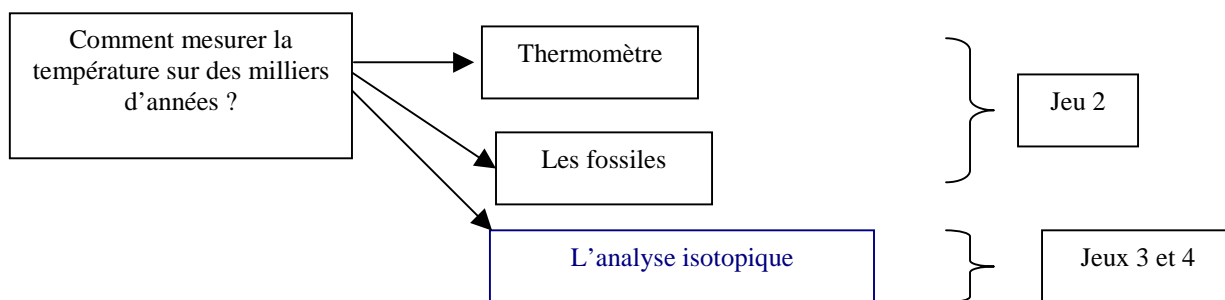 Comment mesurer la
température sur des milliers
d’années ?
Thermomètre
Les fossiles
Jeu 2
L’analyse isotopique
Jeux 3 et 4